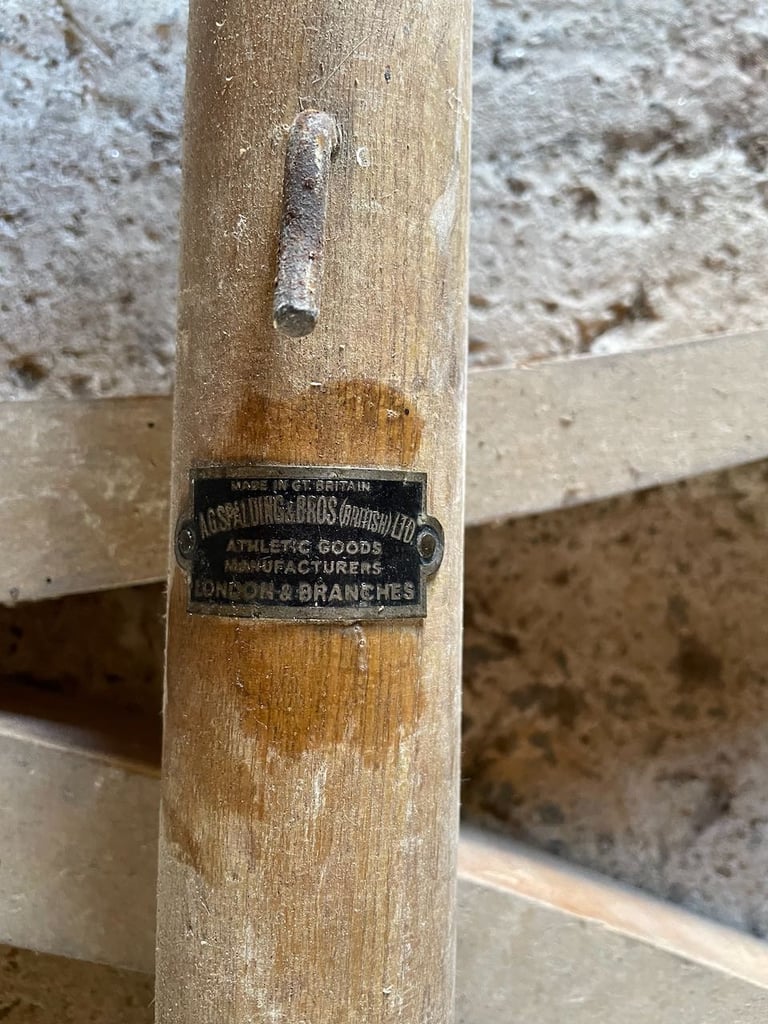 MADE IN GT. BRITAIN
A.G. SPALDING & BROS (BRITISH) LTD.
ATHLETIC GOODS
MANUFACTURERS
LONDON & BRANCHES